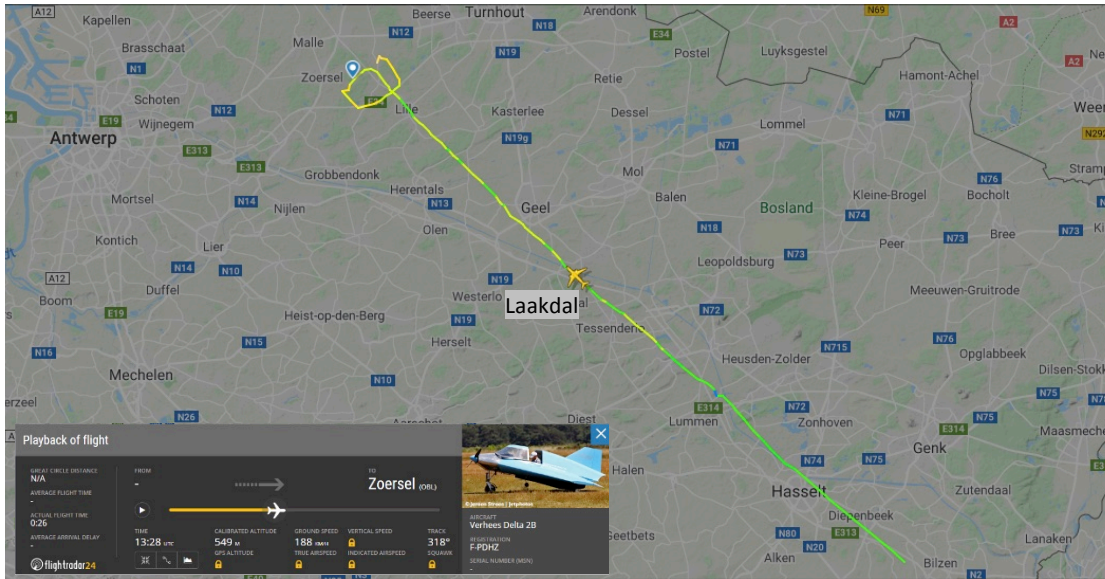 A12
Kapellen
Beerse
Turnhout
Arendonk
N69
A2
N12
N18
E34
Brasschaat
Malle
N19
Postel
Luyksgestel
A2
N1
Zoersel
Retie
Hamont-Achel
Schoten
N12
Lille
Kasterlee
Dessel
N71
E19
Wijnegem
Lommel
N292
Antwerp
E313
N19g
N71
E313
Grobbendonk
Mol
N76
Mortsel
N14
Herentals
Balen
Kleine-Brogel
Bocholt
Nijlen
N13
Geel
Bosland
N74
Kontich
Lier
Olen
N18
Peer
N73
Bree
N73
A12
N14
N10
N19
Leopoldsburg
N73
Boom
Duffel
Westerlo
Laakdal
Meeuwen-Gruitrode
E19
Heist-op-den-Berg
N19
Tessenderlo
N72
N16
N15
Herselt
Heusden-Zolder
N715
N76
Opglabbeek
Mechelen
N10
Dilsen-Stok
N26
Aarschot
Diest
E314
Lummen
N72
Zonhoven
N75
E314
Maasmeche
Halen
N74
N75
Genk
Hasselt
Zutendaal
Diepenbeek
Geetbets
N80
E313
N20
Alken
Lanaken
Bilzen
N2
Playback of flight
GREAT CIRCLE DISTANCE
N/A
AVERAGE FLIGHT TIME
-
ACTUAL FLIGHT TIME
0:26
AVERAGE ARRIVAL DELAY
-
FROM
-
TO
Zoersel (OBL)
TIME
13:28 UTC
CALIBRATED ALTITUDE
549 M
GROUND SPEED
188 KM/H
VERTICAL SPEED
TRACK
318°
GPS ALTITUDE
TRUE AIRSPEED
INDICATED AIRSPEED
SQUAWK
flightradar24
AIRCRAFT
Verhees Delta 2B
REGISTRATION
F-PDHZ
SERIAL NUMBER (MSN)
-